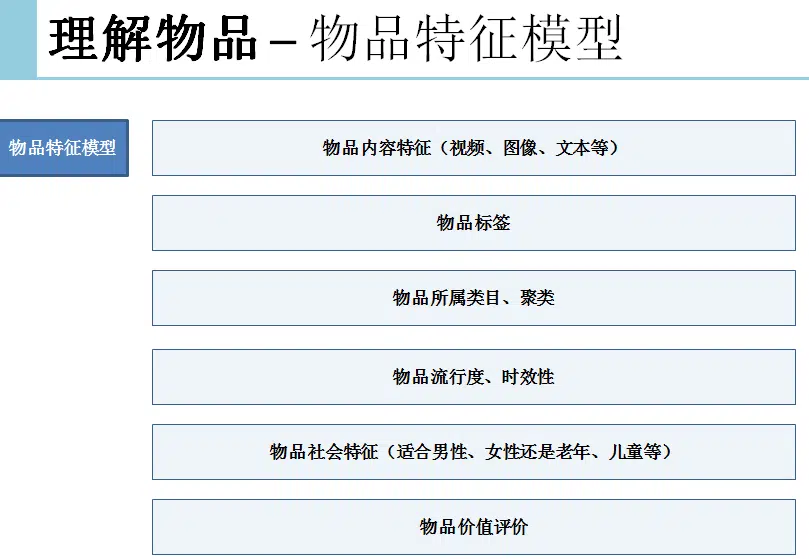 理解物品 – 物品特征模型
物品特征模型
物品内容特征（视频、图像、文本等）
物品标签
物品所属类目、聚类
物品流行度、时效性
物品社会特征（适合男性、女性还是老年、儿童等）
物品价值评价